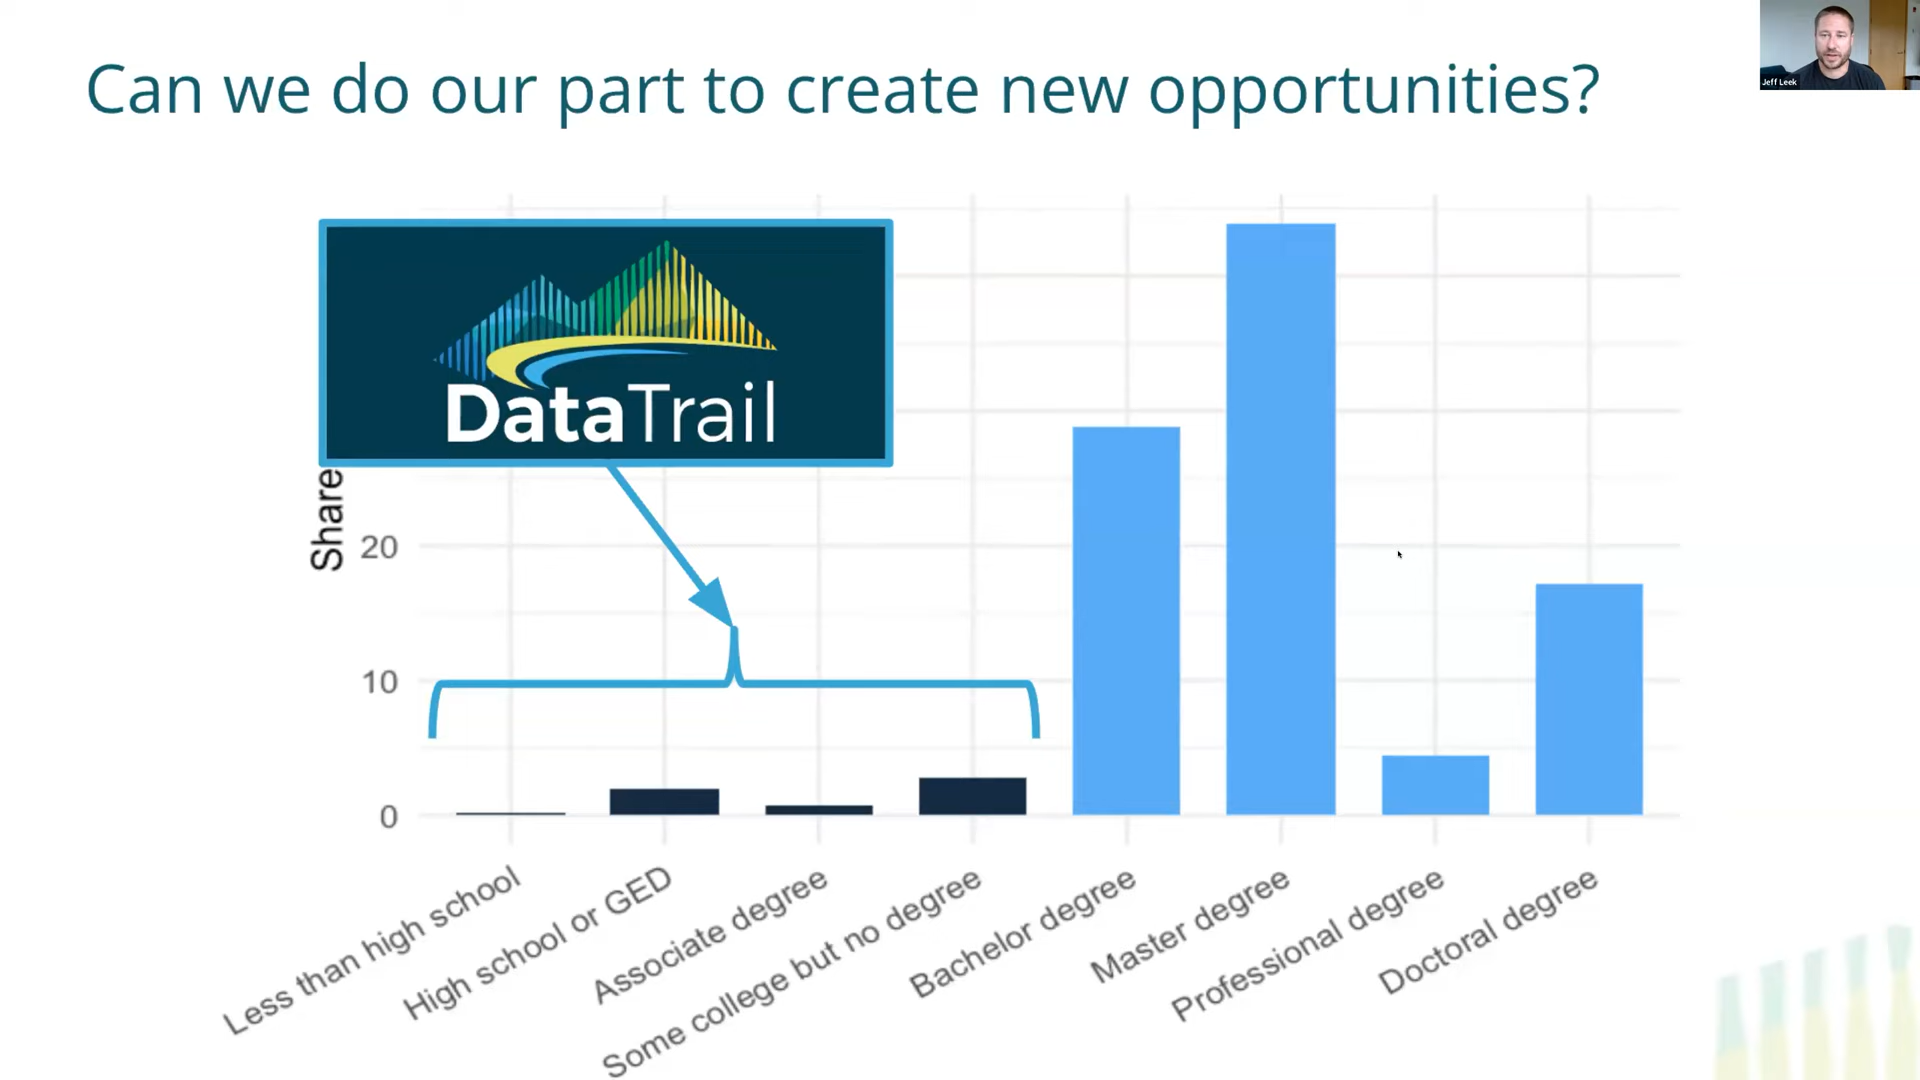 Can we do our part to create new opportunities?
Jeff Leek
DataTrail
Share
20
10
0
Less than high school
High school or GED
Associate degree
Some college but no degree
Bachelor degree
Master degree
Professional degree
Doctoral degree